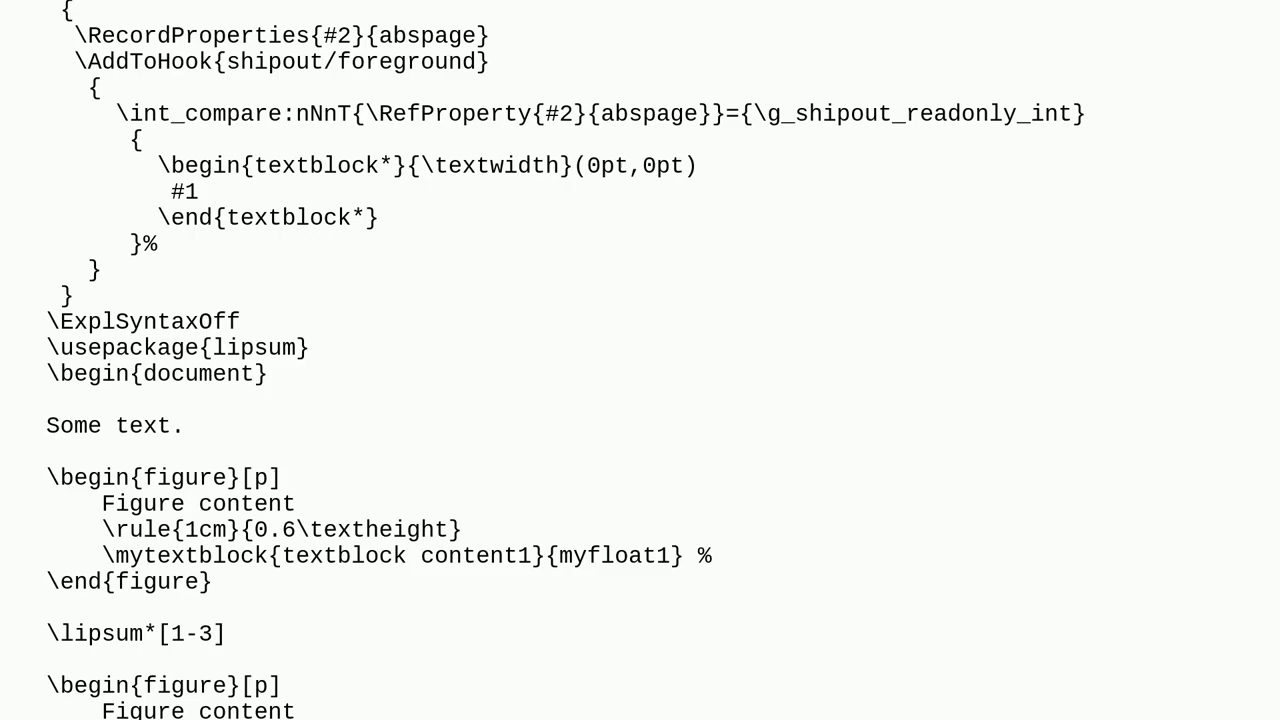 {
\RecordProperties{#2}{abspage}
\AddToHook{shipout/foreground}
{
\int_compare:nNnT{\RefProperty{#2}{abspage}}={\g_shipout_readonly_int}
{
\begin{textblock*}{\textwidth}(0pt,0pt)
#1
\end{textblock*}
}%
}
}
\ExplSyntaxOff
\usepackage{lipsum}
\begin{document}
Some text.
\begin{figure}[p]
Figure content
\rule{1cm}{0.6\textheight}
\mytextblock{textblock content1}{myfloat1} %
\end{figure}
\lipsum*[1-3]
\begin{figure}[p]
Figure content